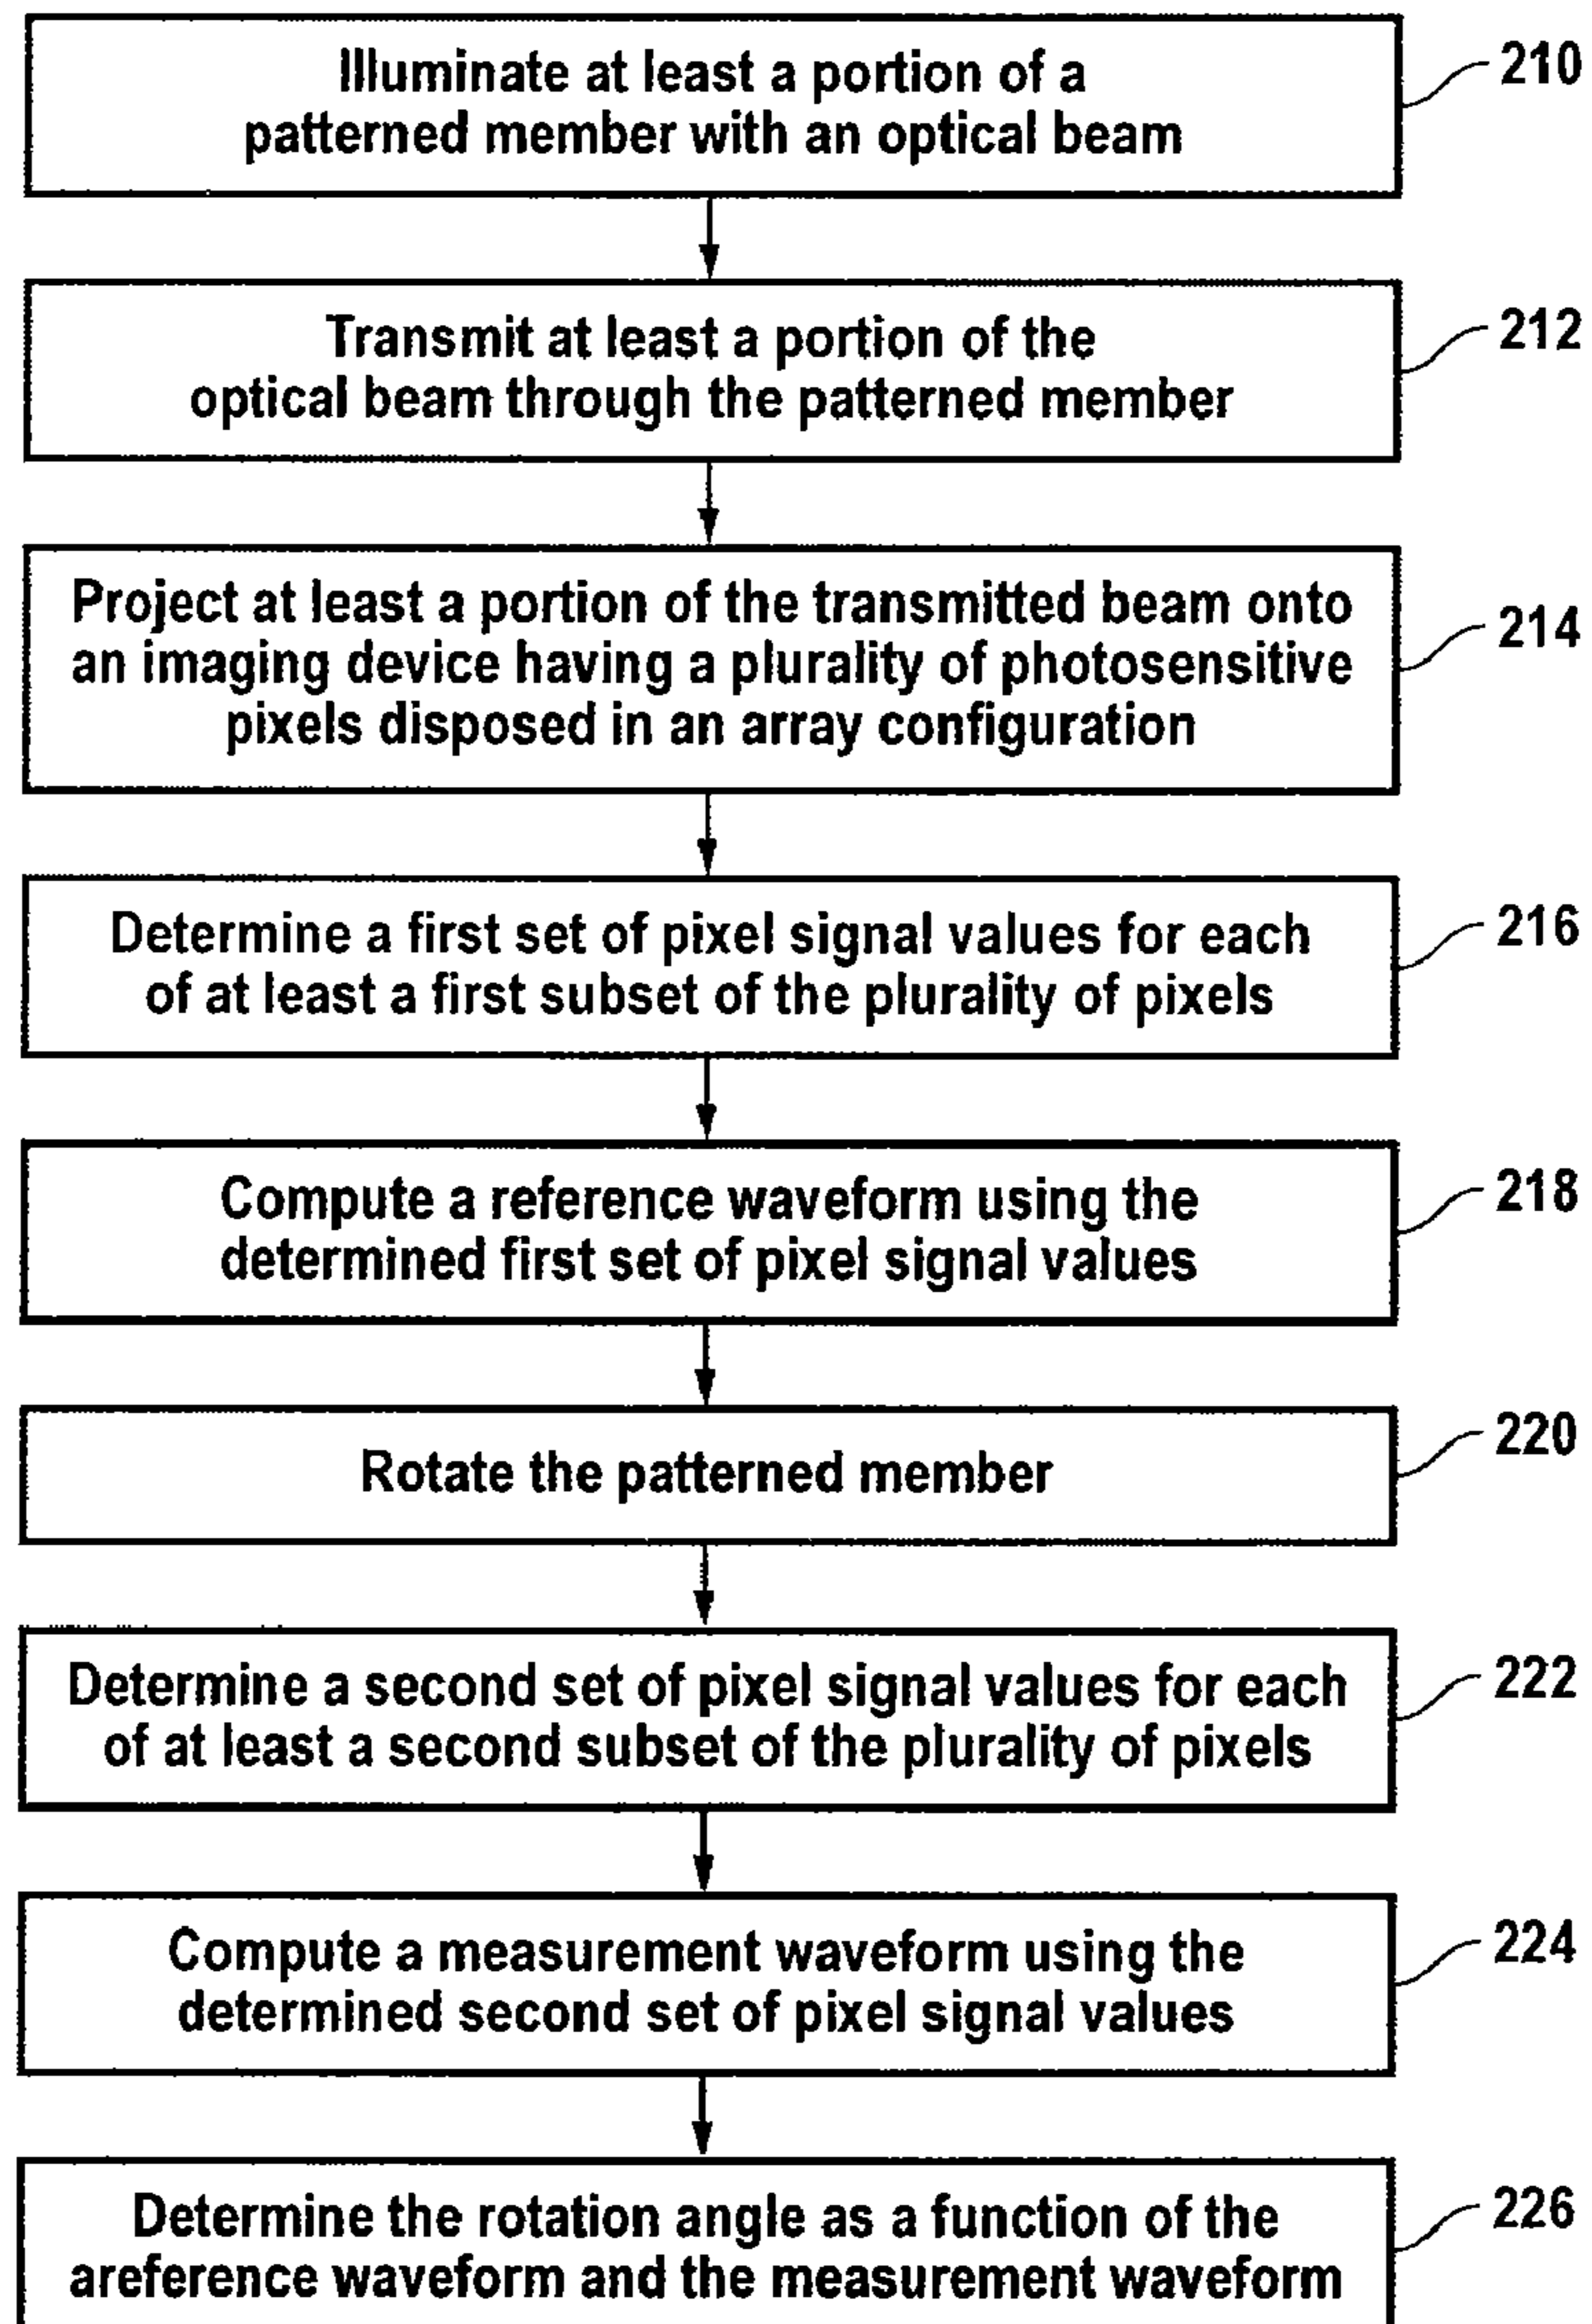 Illuminate at least a portion of a
patterned member with an optical beam
210
Transmit at least a portion of the
optical beam through the patterned member
212
Project at least a portion of the transmitted beam onto
an imaging device having a plurality of photosensitive
pixels disposed in an array configuration
214
Determine a first set of pixel signal values for each
of at least a first subset of the plurality of pixels
216
Compute a reference waveform using the
determined first set of pixel signal values
218
Rotate the patterned member
220
Determine a second set of pixel signal values for each
of at least a second subset of the plurality of pixels
222
Compute a measurement waveform using the
determined second set of pixel signal values
224
Determine the rotation angle as a function of the
areference waveform and the measurement waveform
226